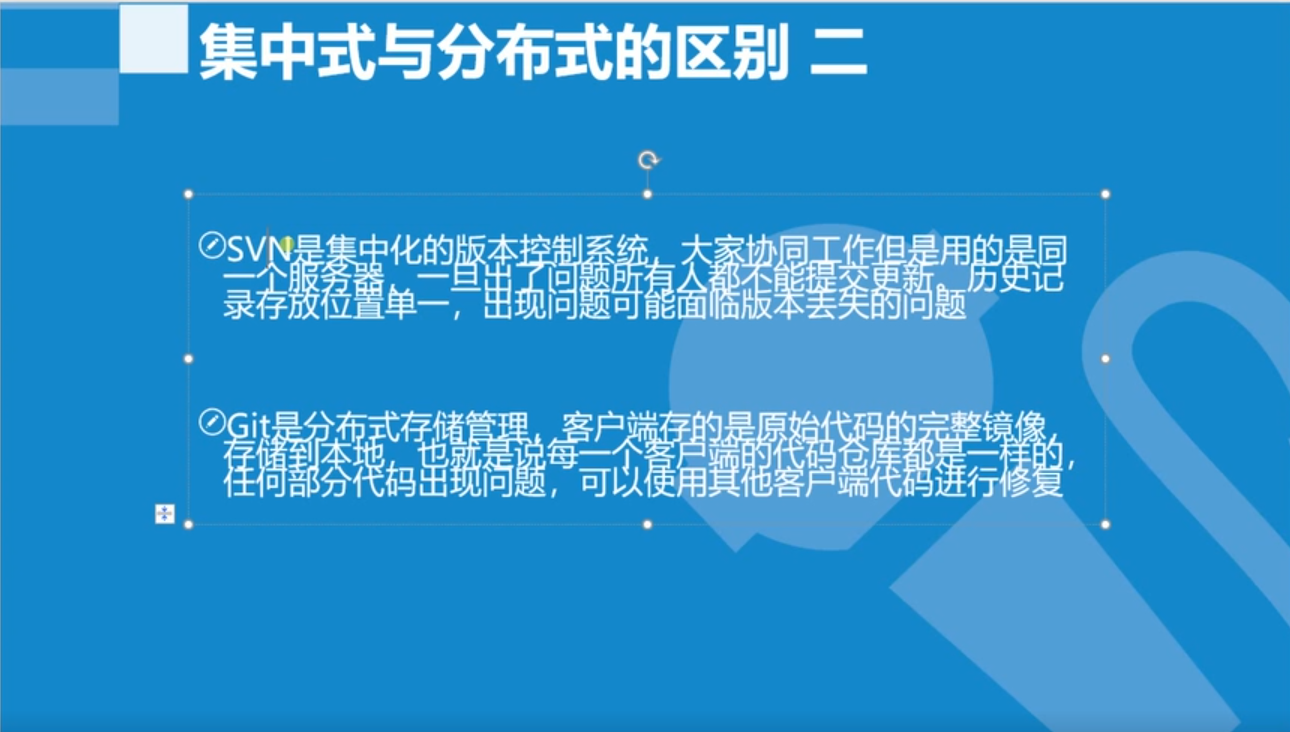 集中式与分布式的区别 二
SVN是集中化的版本控制系统，大家协同工作但是用的是同
一个服务器，一旦出了问题所有人都不能提交更新。历史记
录存放位置单一，出现问题可能面临版本丢失的问题
Git是分布式存储管理，客户端存的是原始代码的完整镜像，
存储到本地，也就是说每一个客户端的代码仓库都是一样的，
任何部分代码出现问题，可以使用其他客户端代码进行修复